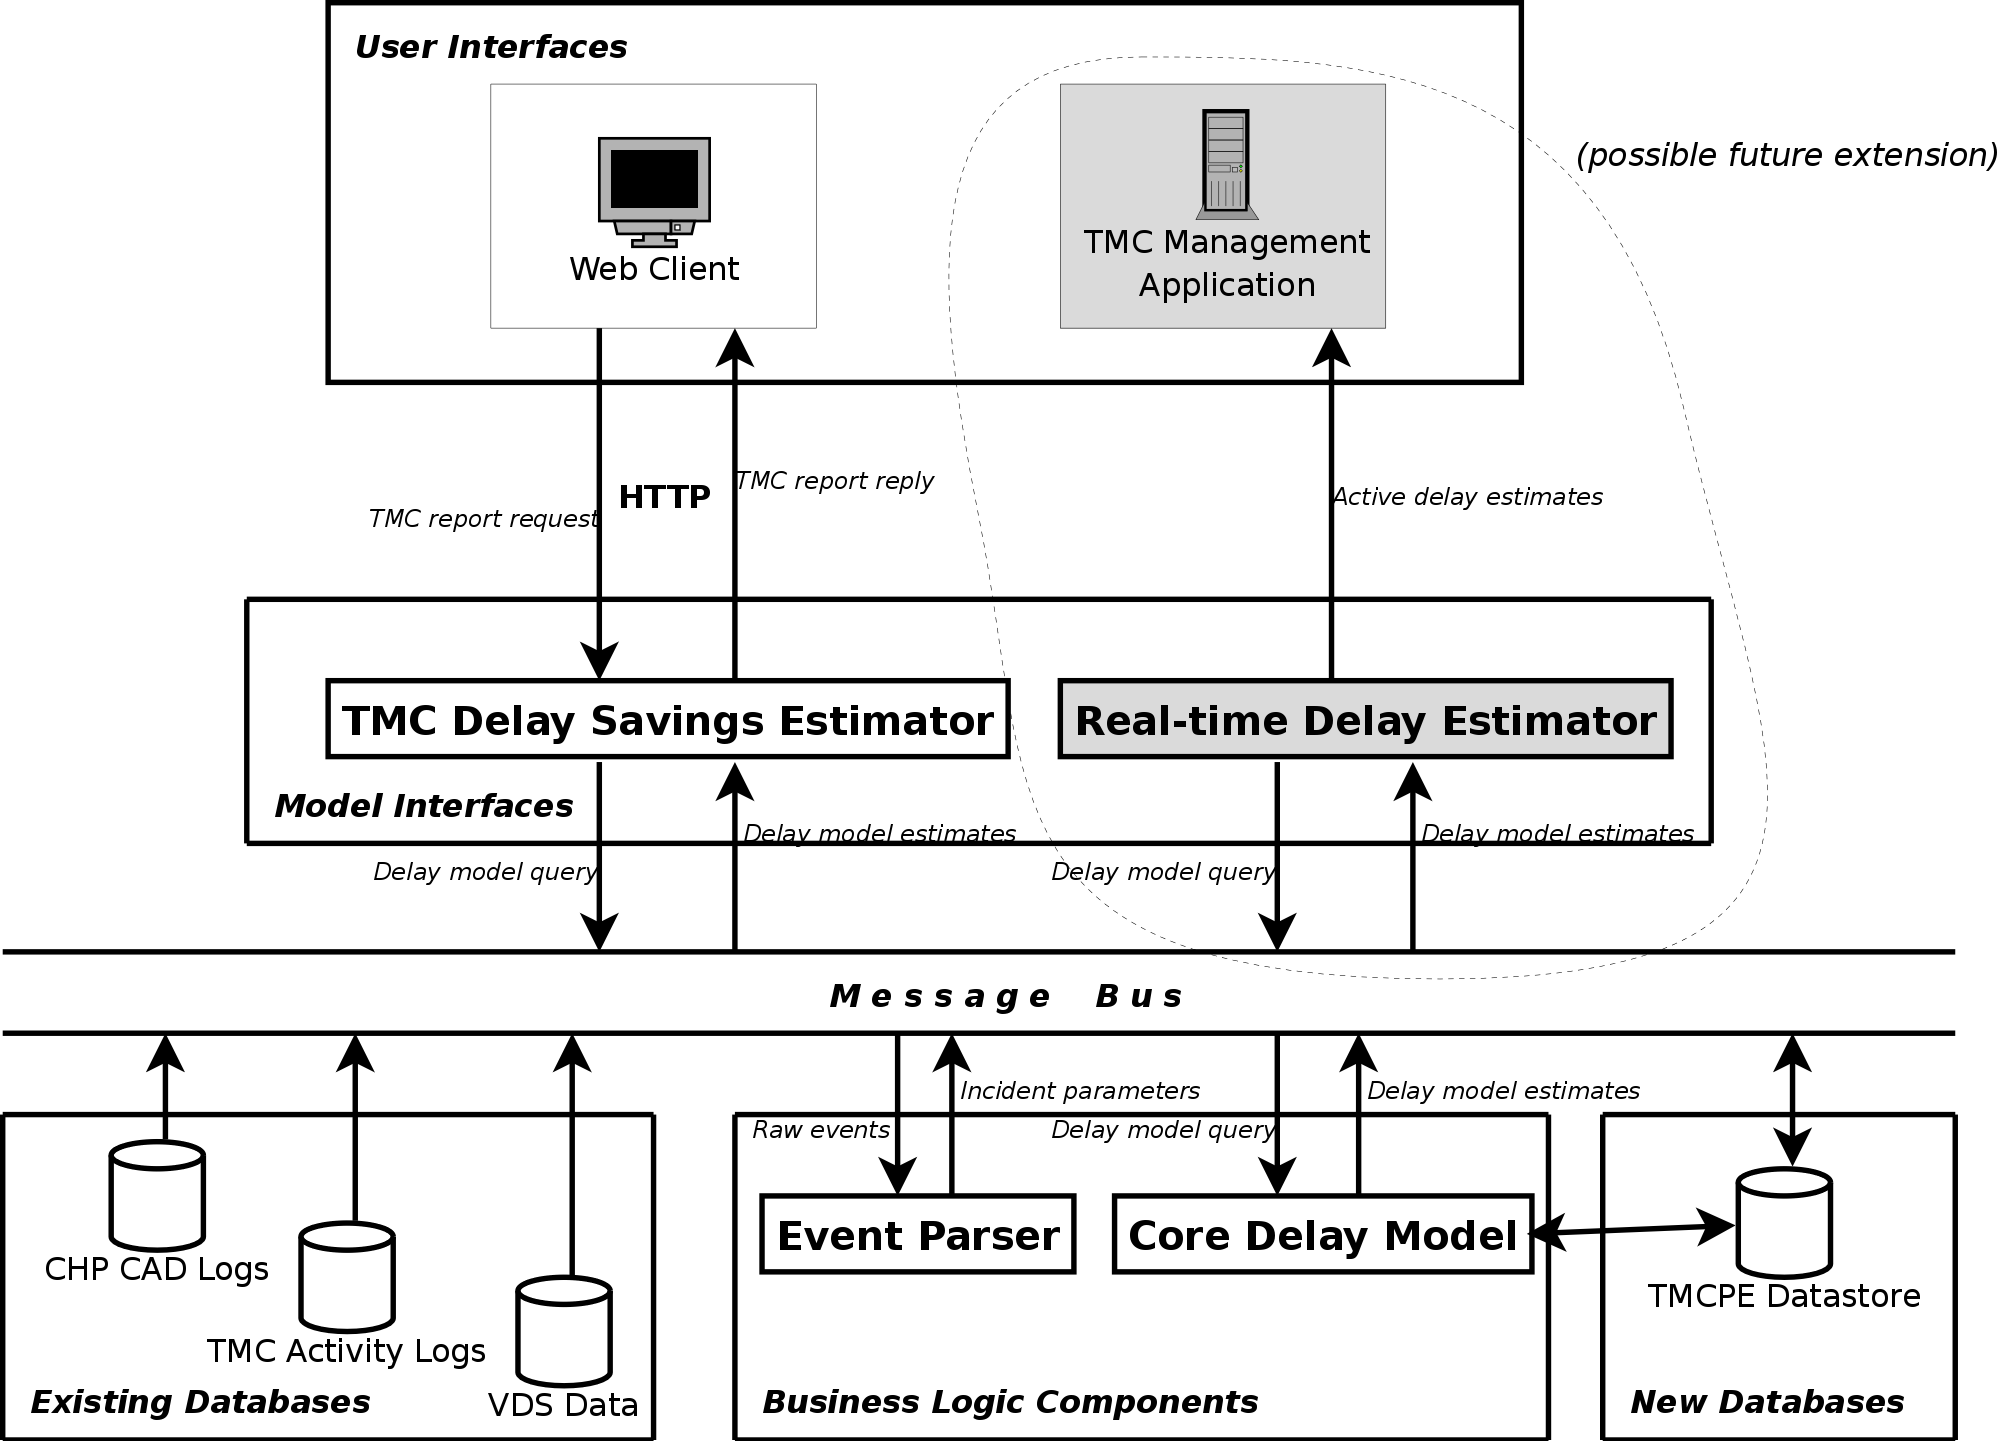 User Interfaces
(possible future extension)
Web Client
TMC Management
Application
TMC report request
HTTP
TMC report reply
Active delay estimates
TMC Delay Savings Estimator
Real-time Delay Estimator
Model Interfaces
Delay model estimates
Delay model estimates
Delay model query
Delay model query
Message Bus
Incident parameters
Delay model estimates
Raw events
Delay model query
Event Parser
Core Delay Model
CHP CAD Logs
TMC Activity Logs
VDS Data
TMCPE Datastore
Existing Databases
Business Logic Components
New Databases